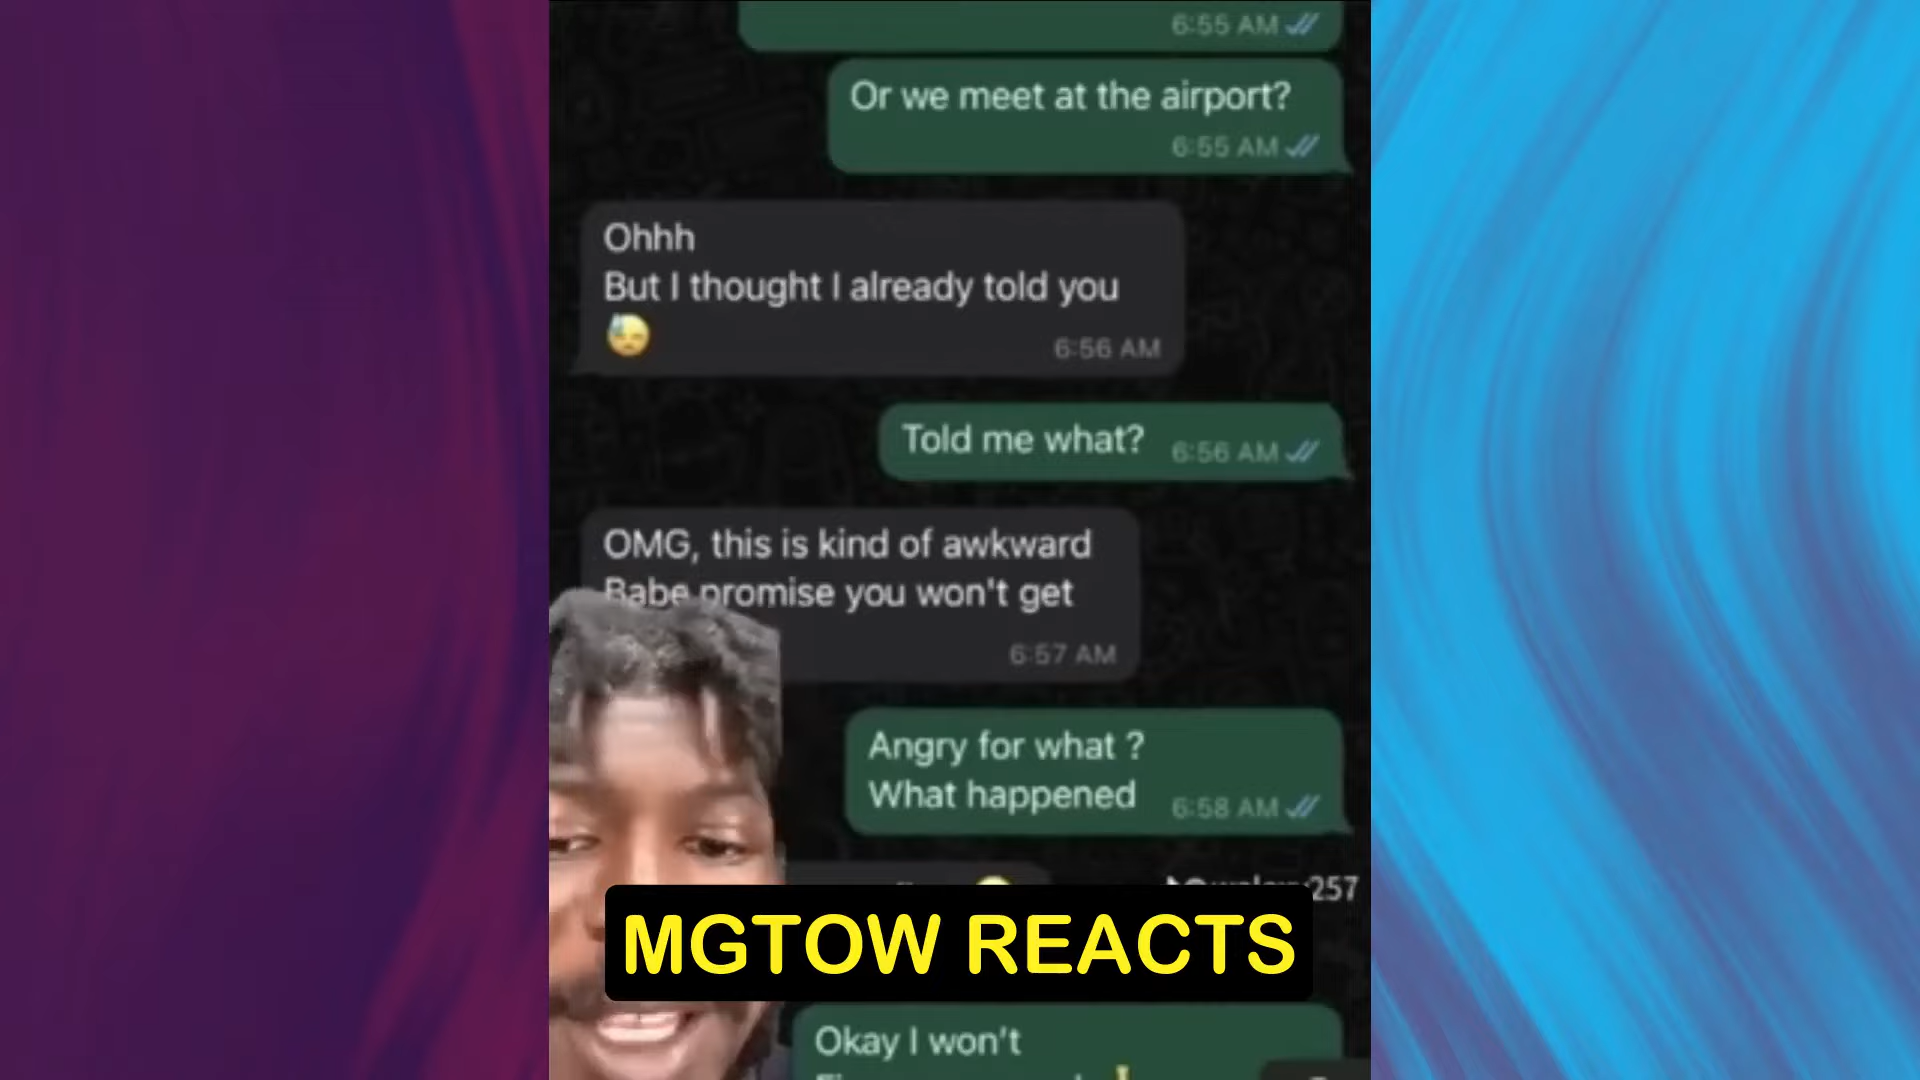 6:55 AM
Or we meet at the airport?
6:55 AM
Ohhh
But I thought I already told you
6:56 AM
Told me what?
6:56 AM
OMG, this is kind of awkward
Babe promise you won't get
6:57 AM
Angry for what ?
What happened
6:58 AM
MGTOW REACTS
Okay I won't